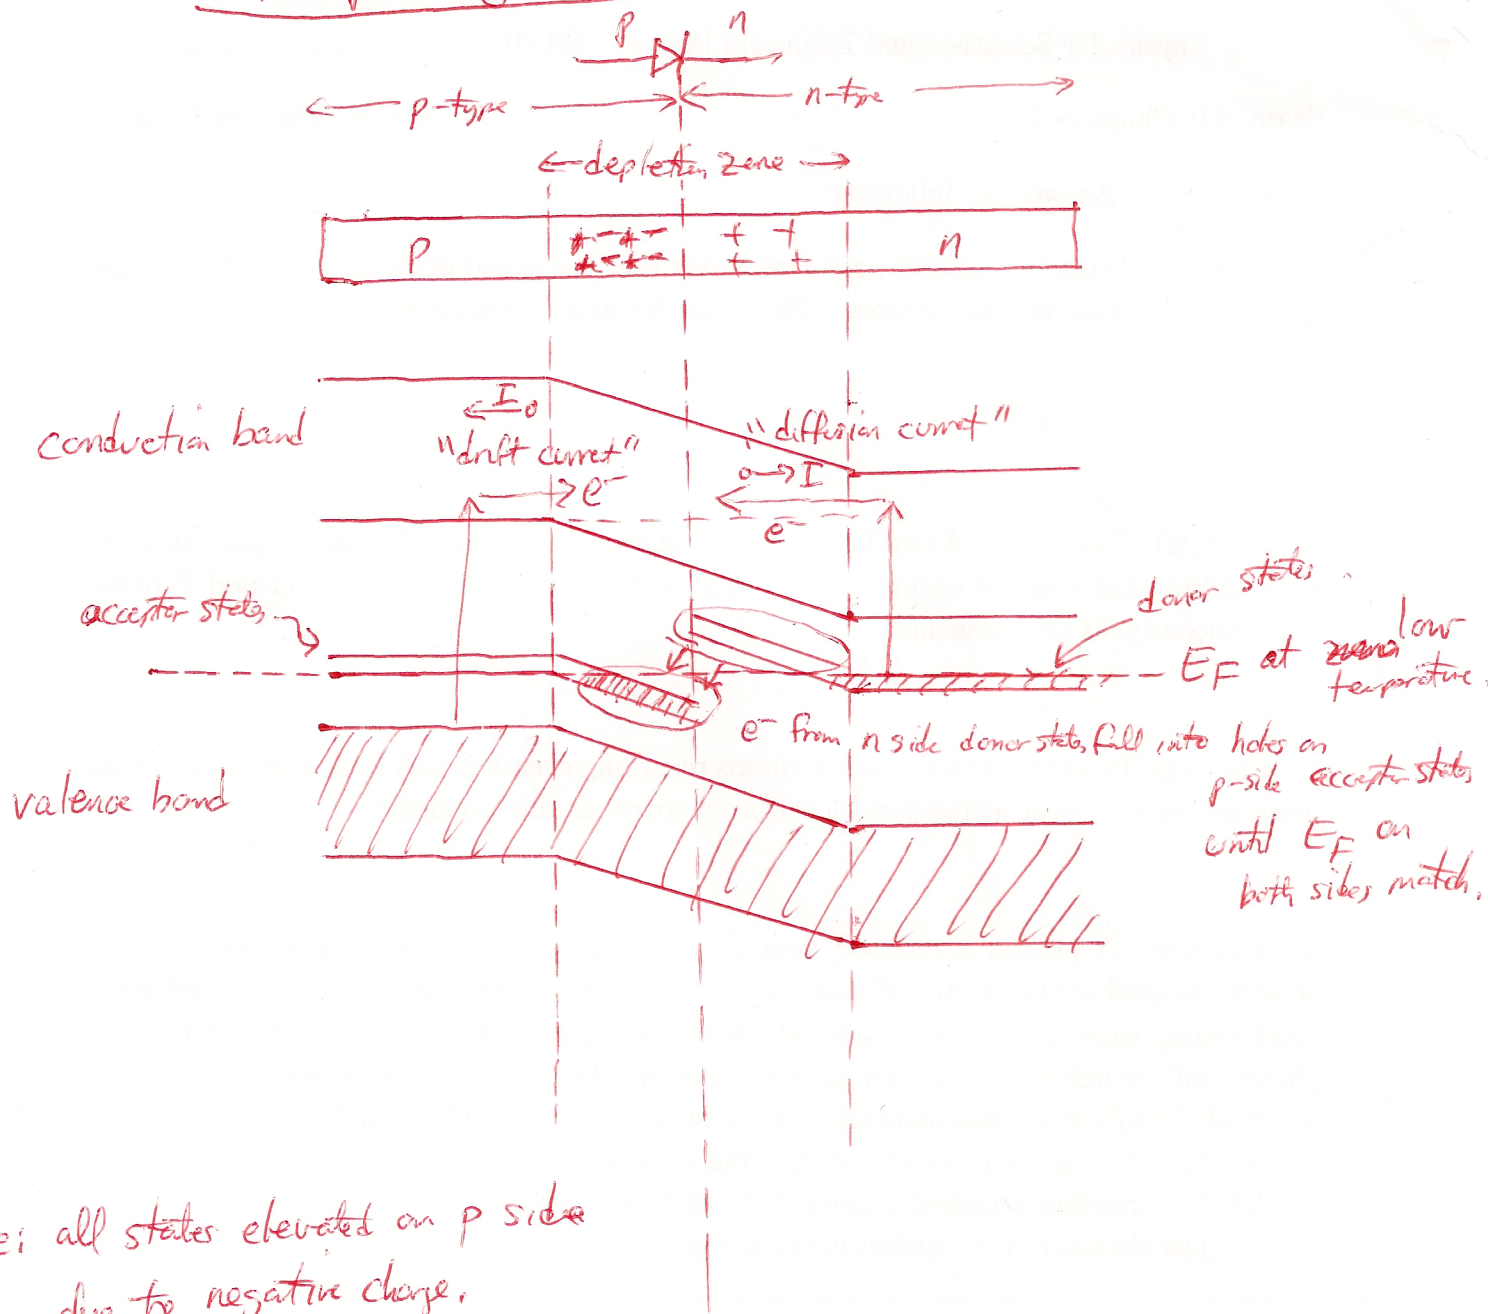 p n
p-type n-type
depletion zone
p - - - - + + n
- - - - + +
conduction band
I₀
"drift current"
"diffusion current"
I
e⁻
e⁻
acceptor states
donor states.
E_F at low
temperature.
e⁻ from n side donor states fall into holes on
p-side acceptor states
until E_F on
both sides match.
valence band
e: all states elevated on p side
due to negative charge.